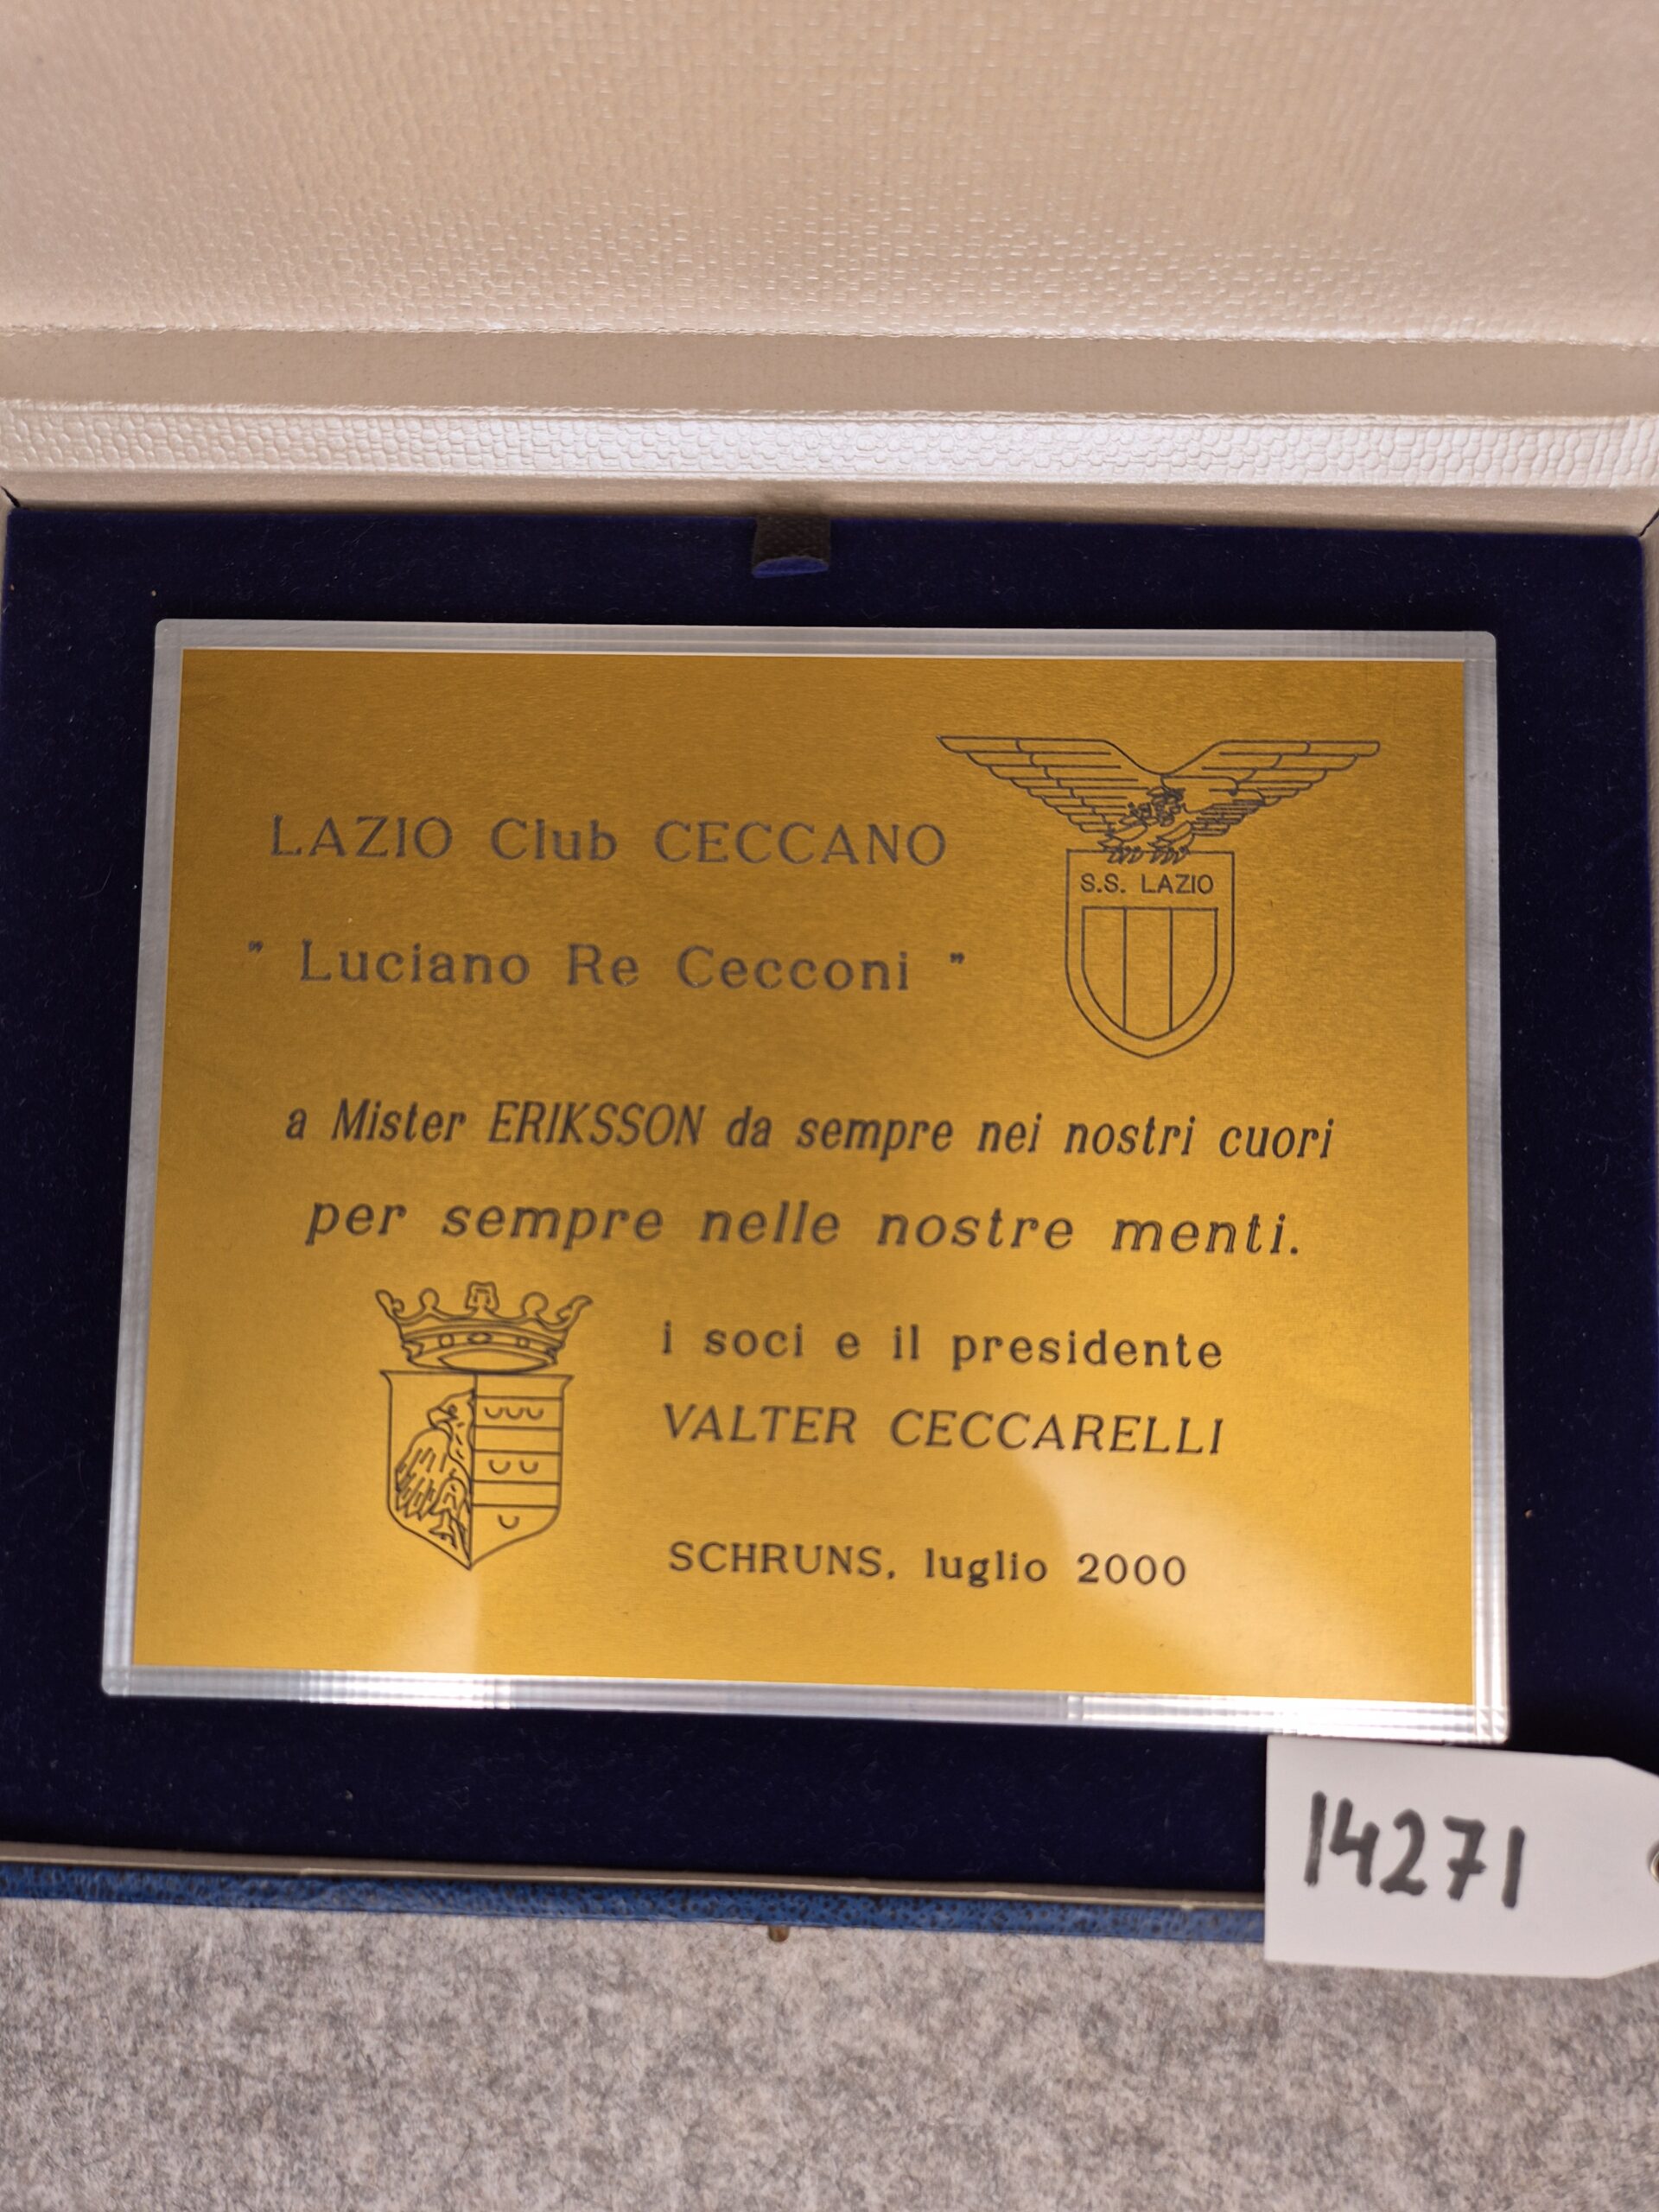 LAZIO Club CECCANO
" Luciano Re Cecconi "
S.S. LAZIO
a Mister ERIKSSON da sempre nei nostri cuori
per sempre nelle nostre menti.
i soci e il presidente
VALTER CECCARELLI
SCHRUNS, luglio 2000
14271